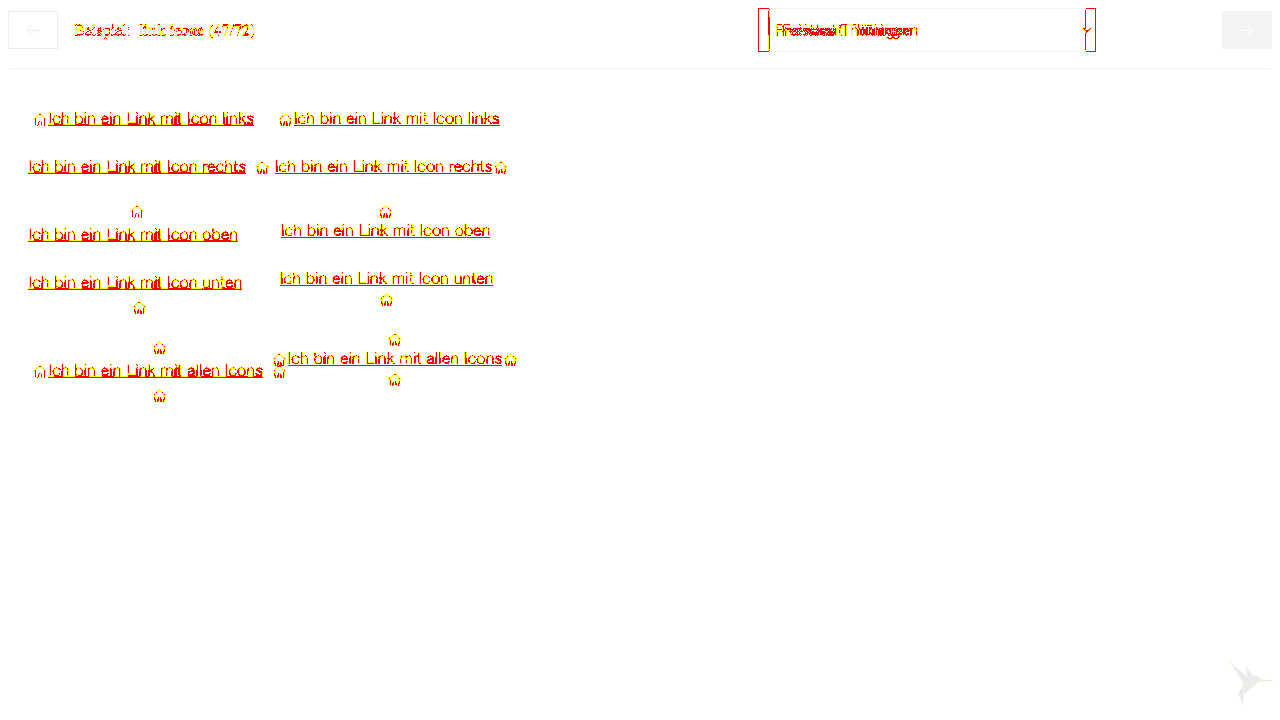 Beispiel: link (47/72)
Ich bin ein Link mit Icon links
Ich bin ein Link mit Icon links
Ich bin ein Link mit Icon rechts
Ich bin ein Link mit Icon rechts
Ich bin ein Link mit Icon oben
Ich bin ein Link mit Icon oben
Ich bin ein Link mit Icon unten
Ich bin ein Link mit Icon unten
Ich bin ein Link mit allen Icons
Ich bin ein Link mit allen Icons